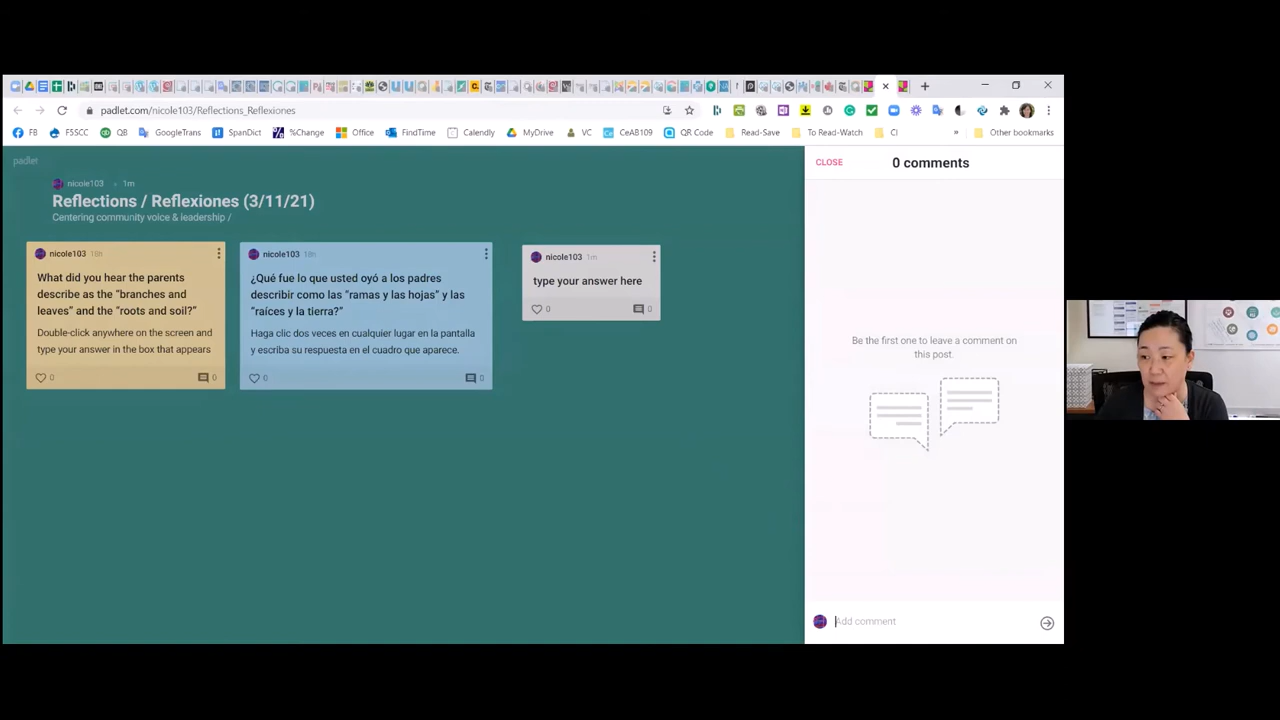 padlet.com/nicole103/Reflections_Reflexiones
FB
F5SCC
QB
GoogleTrans
SpanDict
%Change
Office
FindTime
Calendly
MyDrive
VC
CeAB109
QR Code
Read-Save
To Read-Watch
CI
»
Other bookmarks
padlet
nicole103 1m
Reflections / Reflexiones (3/11/21)
Centering community voice & leadership /
nicole103 18h
What did you hear the parents
describe as the “branches and
leaves” and the “roots and soil?”
Double-click anywhere on the screen and
type your answer in the box that appears
0
0
nicole103 18h
¿Qué fue lo que usted oyó a los padres
describir como las “ramas y las hojas” y las
“raíces y la tierra?”
Haga clic dos veces en cualquier lugar en la pantalla
y escriba su respuesta en el cuadro que aparece.
0
0
nicole103 1m
type your answer here
0
0
CLOSE
0 comments
Be the first one to leave a comment on
this post.
Add comment